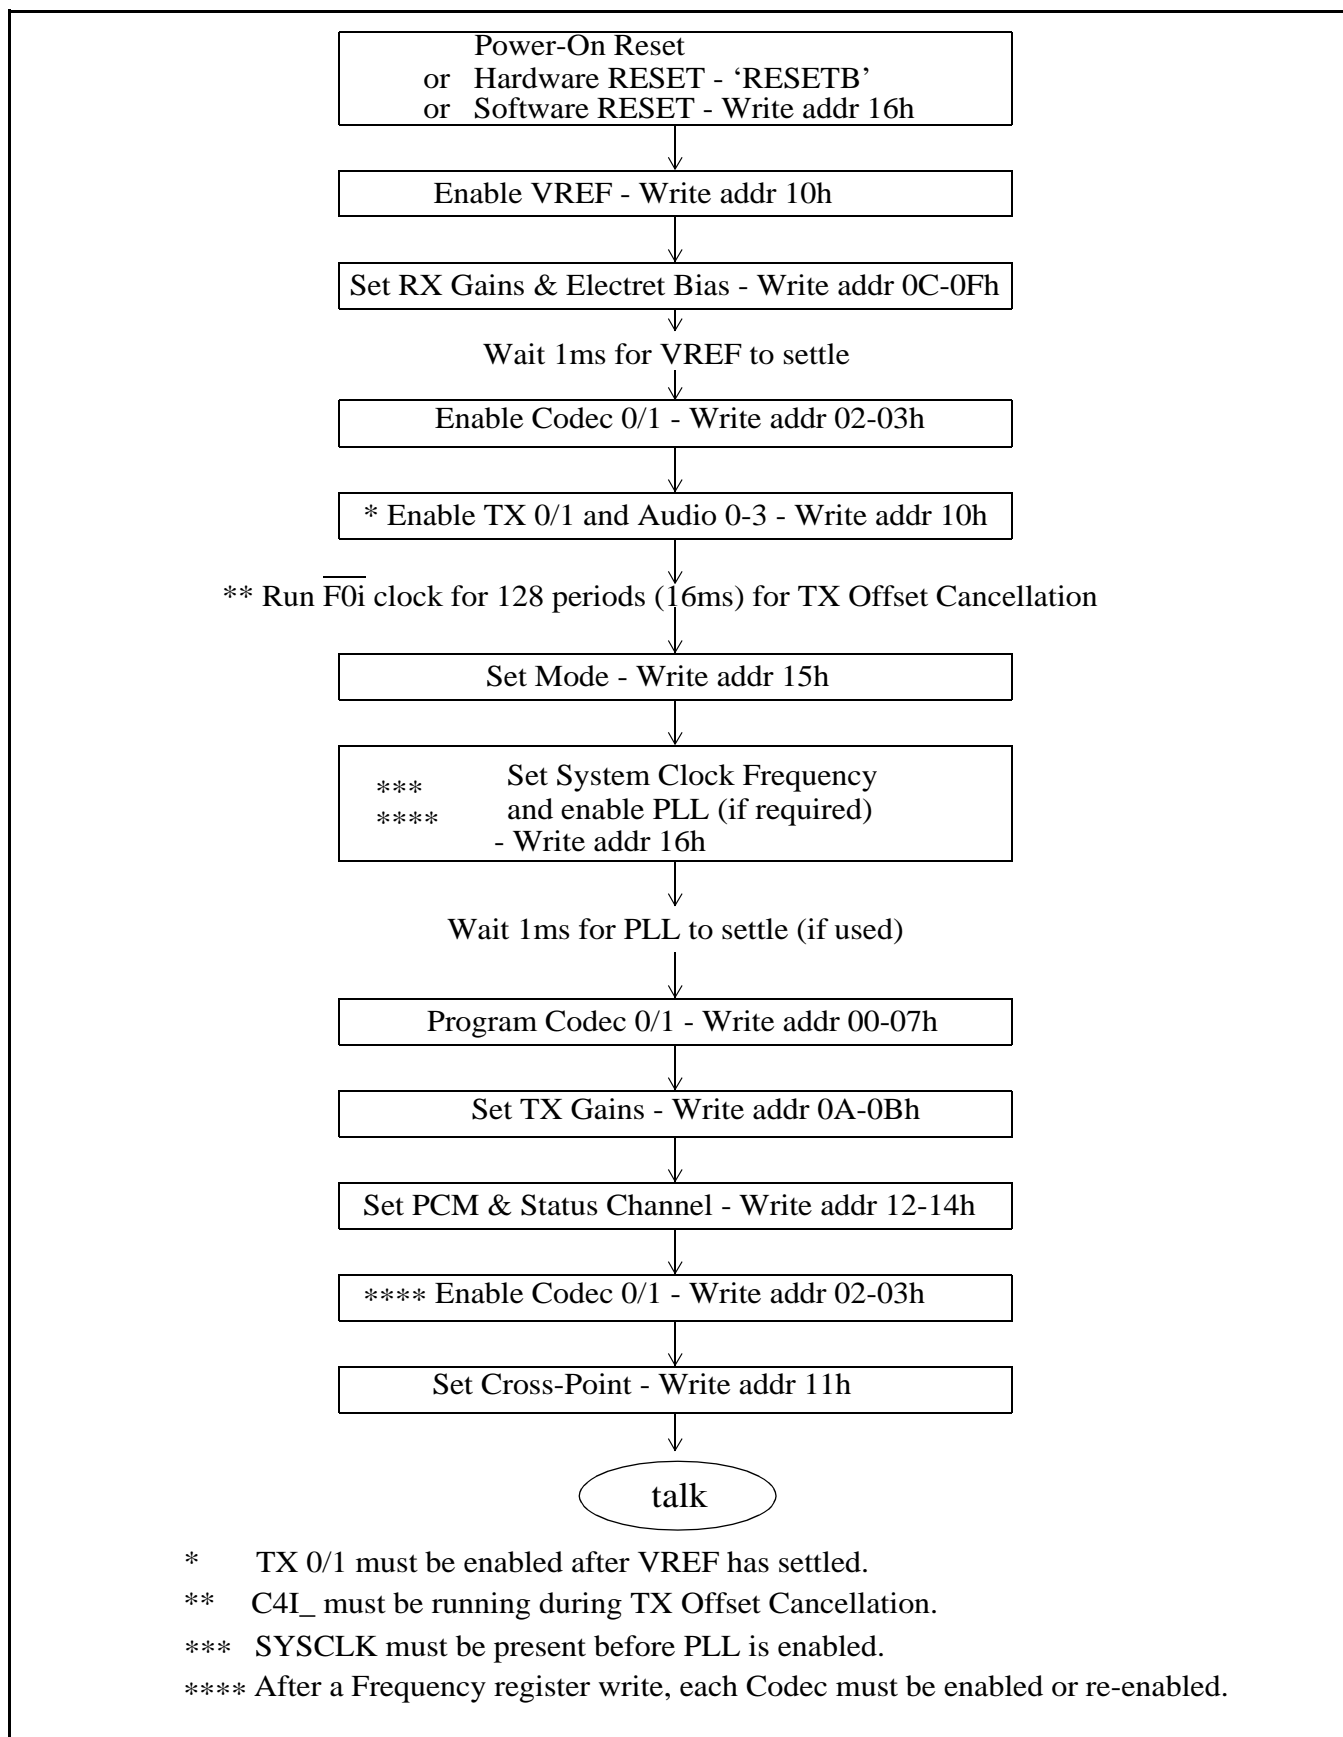 Power-On Reset
or Hardware RESET - ‘RESETB’
or Software RESET - Write addr 16h
Enable VREF - Write addr 10h
Set RX Gains & Electret Bias - Write addr 0C-0Fh
Wait 1ms for VREF to settle
Enable Codec 0/1 - Write addr 02-03h
* Enable TX 0/1 and Audio 0-3 - Write addr 10h
** Run F0i clock for 128 periods (16ms) for TX Offset Cancellation
Set Mode - Write addr 15h
*** Set System Clock Frequency
**** and enable PLL (if required)
- Write addr 16h
Wait 1ms for PLL to settle (if used)
Program Codec 0/1 - Write addr 00-07h
Set TX Gains - Write addr 0A-0Bh
Set PCM & Status Channel - Write addr 12-14h
**** Enable Codec 0/1 - Write addr 02-03h
Set Cross-Point - Write addr 11h
talk
* TX 0/1 must be enabled after VREF has settled.
** C4I_ must be running during TX Offset Cancellation.
*** SYSCLK must be present before PLL is enabled.
**** After a Frequency register write, each Codec must be enabled or re-enabled.